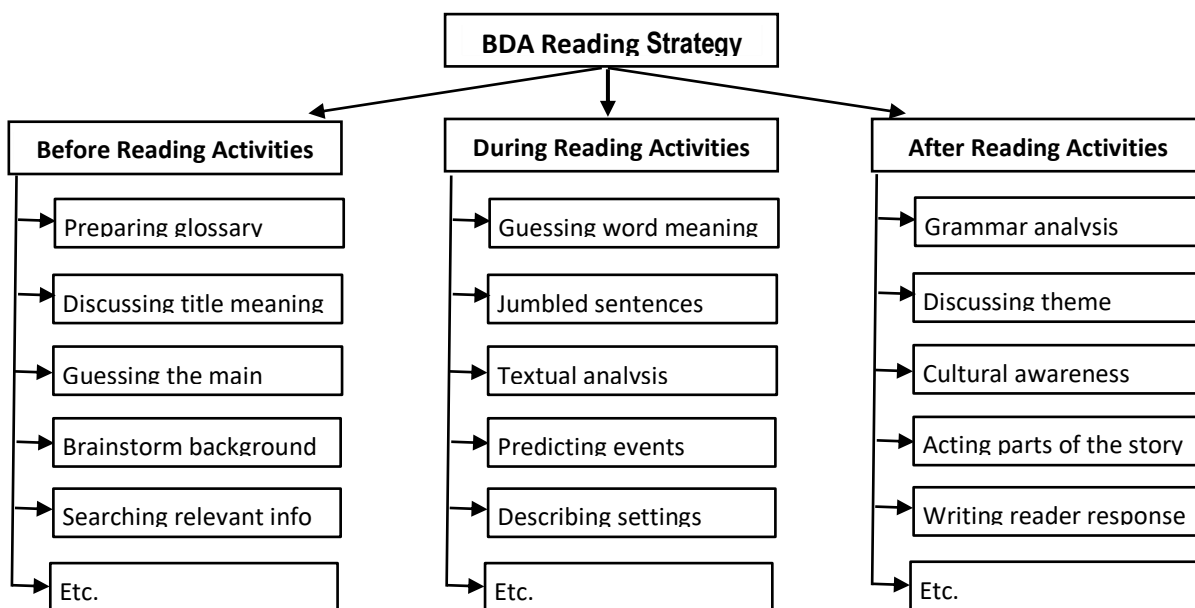 BDA Reading Strategy
Before Reading Activities
Preparing glossary
Discussing title meaning
Guessing the main
Brainstorm background
Searching relevant info
Etc.
During Reading Activities
Guessing word meaning
Jumbled sentences
Textual analysis
Predicting events
Describing settings
Etc.
After Reading Activities
Grammar analysis
Discussing theme
Cultural awareness
Acting parts of the story
Writing reader response
Etc.